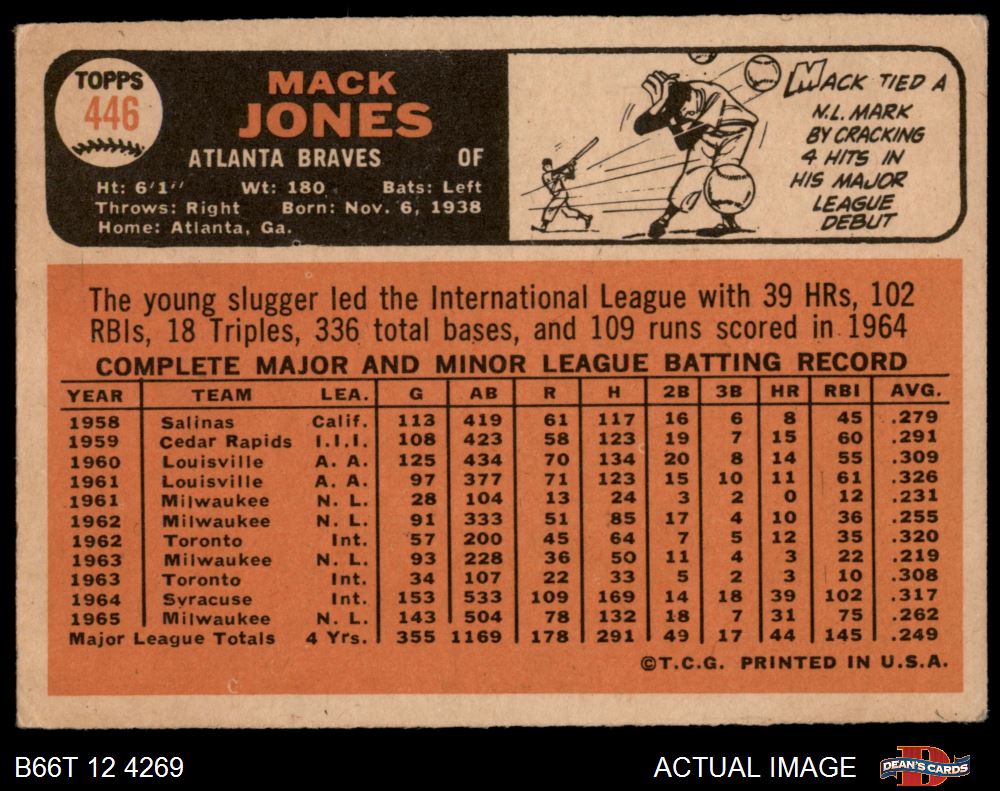 TOPPS
446
MACK
JONES
ATLANTA BRAVES OF
Ht: 6'1" Wt: 180 Bats: Left
Throws: Right Born: Nov. 6, 1938
Home: Atlanta, Ga.
MACK TIED A
N.L. MARK
BY CRACKING
4 HITS IN
HIS MAJOR
LEAGUE
DEBUT
The young slugger led the International League with 39 HRs, 102
RBIs, 18 Triples, 336 total bases, and 109 runs scored in 1964
COMPLETE MAJOR AND MINOR LEAGUE BATTING RECORD
YEAR TEAM LEA. G AB R H 2B 3B HR RBI AVG.
1958 Salinas Calif. 113 419 61 117 16 6 8 45 .279
1959 Cedar Rapids I.I.I. 108 423 58 123 19 7 15 60 .291
1960 Louisville A. A. 125 434 70 134 20 8 14 55 .309
1961 Louisville A. A. 97 377 71 123 15 10 11 61 .326
1961 Milwaukee N. L. 28 104 13 24 3 2 0 12 .231
1962 Milwaukee N. L. 91 333 51 85 17 4 10 36 .255
1962 Toronto Int. 57 200 45 64 7 5 12 35 .320
1963 Milwaukee N. L. 93 228 36 50 11 4 3 22 .219
1963 Toronto Int. 34 107 22 33 5 2 3 10 .308
1964 Syracuse Int. 153 533 109 169 14 18 39 102 .317
1965 Milwaukee N. L. 143 504 78 132 18 7 31 75 .262
Major League Totals 4 Yrs. 355 1169 178 291 49 17 44 145 .249
©T.C.G. PRINTED IN U.S.A.
B66T 12 4269
ACTUAL IMAGE
D
DEAN'S CARDS